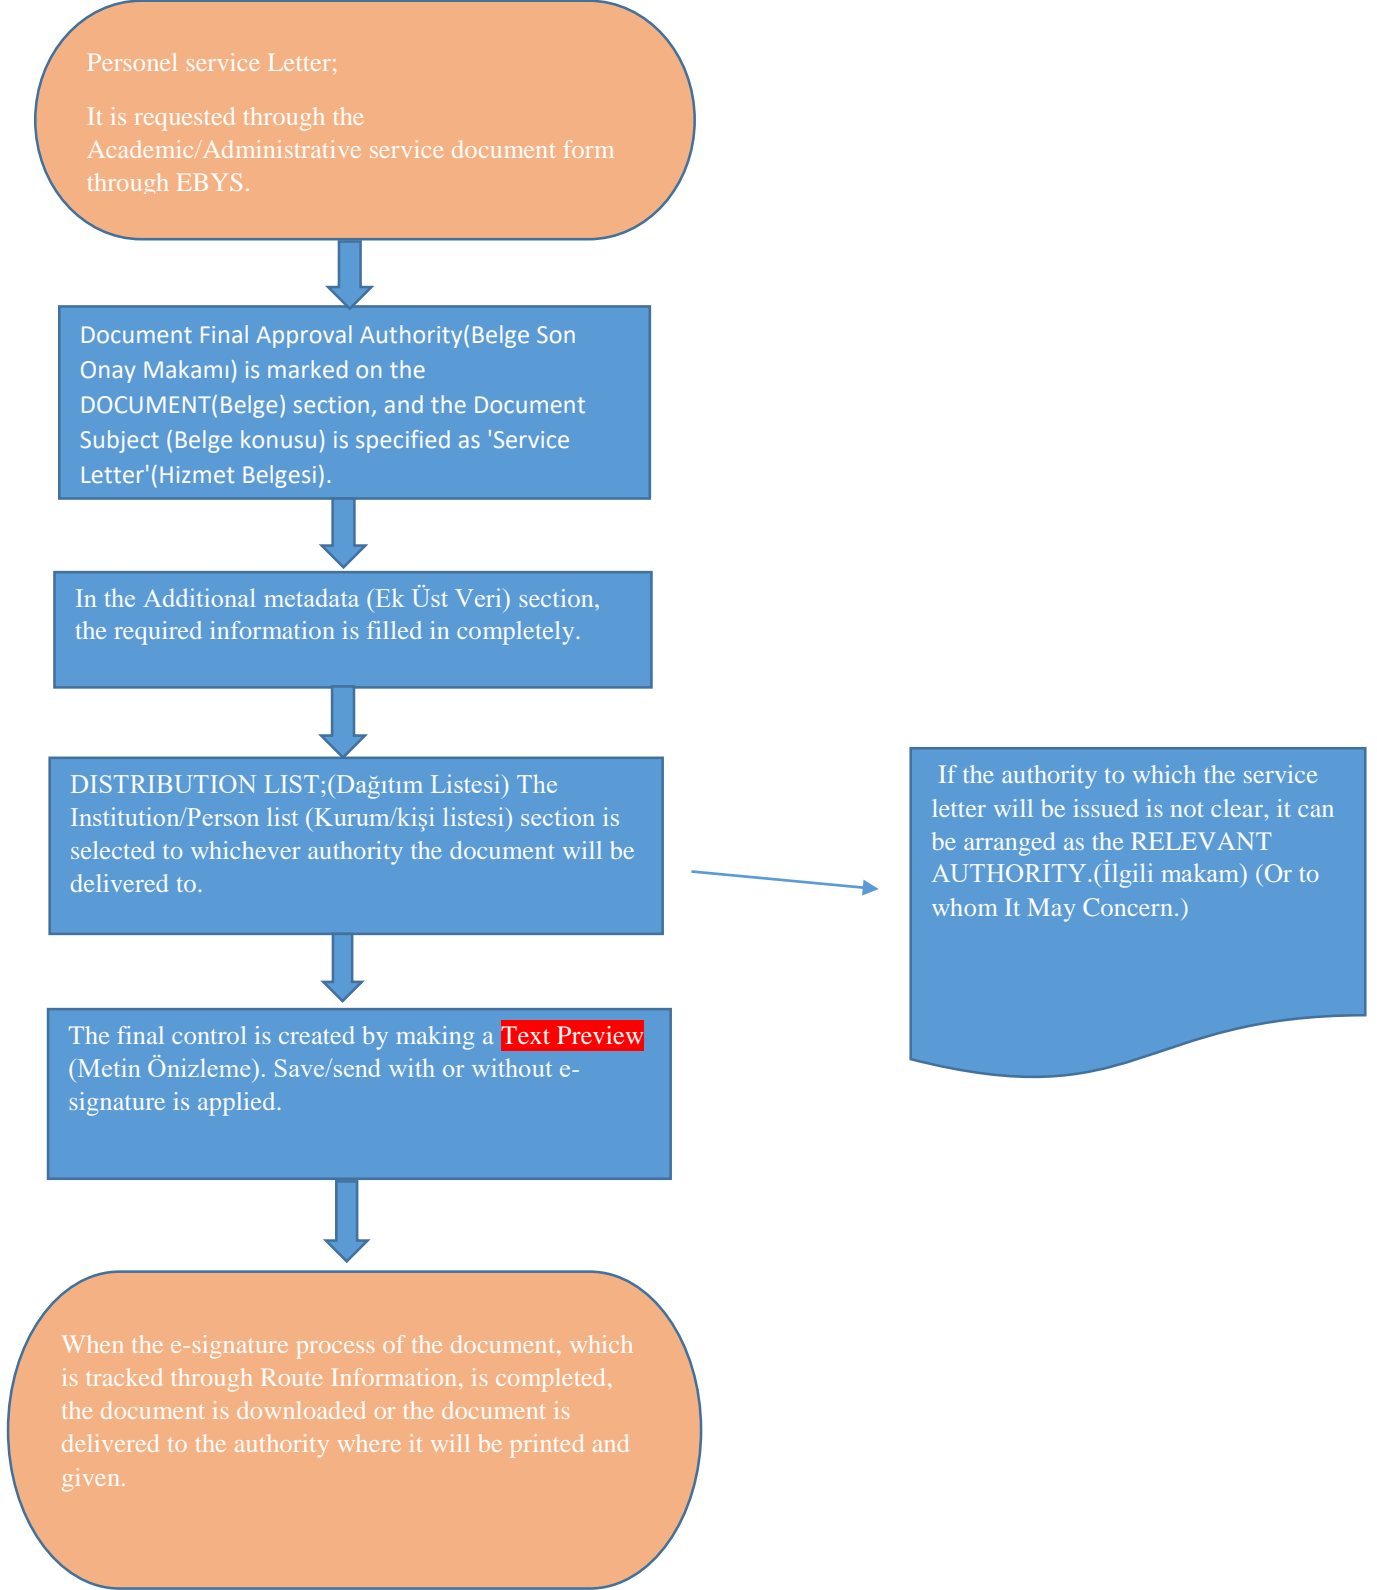 Personel service Letter;
It is requested through the
Academic/Administrative service document form
through EBYS.
Document Final Approval Authority(Belge Son
Onay Makamı) is marked on the
DOCUMENT(Belge) section, and the Document
Subject (Belge konusu) is specified as 'Service
Letter'(Hizmet Belgesi).
In the Additional metadata (Ek Üst Veri) section,
the required information is filled in completely.
DISTRIBUTION LIST;(Dağıtım Listesi) The
Institution/Person list (Kurum/kişi listesi) section is
selected to whichever authority the document will be
delivered to.
If the authority to which the service
letter will be issued is not clear, it can
be arranged as the RELEVANT
AUTHORITY.(İlgili makam) (Or to
whom It May Concern.)
The final control is created by making a Text Preview
(Metin Önizleme). Save/send with or without e-
signature is applied.
When the e-signature process of the document, which
is tracked through Route Information, is completed,
the document is downloaded or the document is
delivered to the authority where it will be printed and
given.